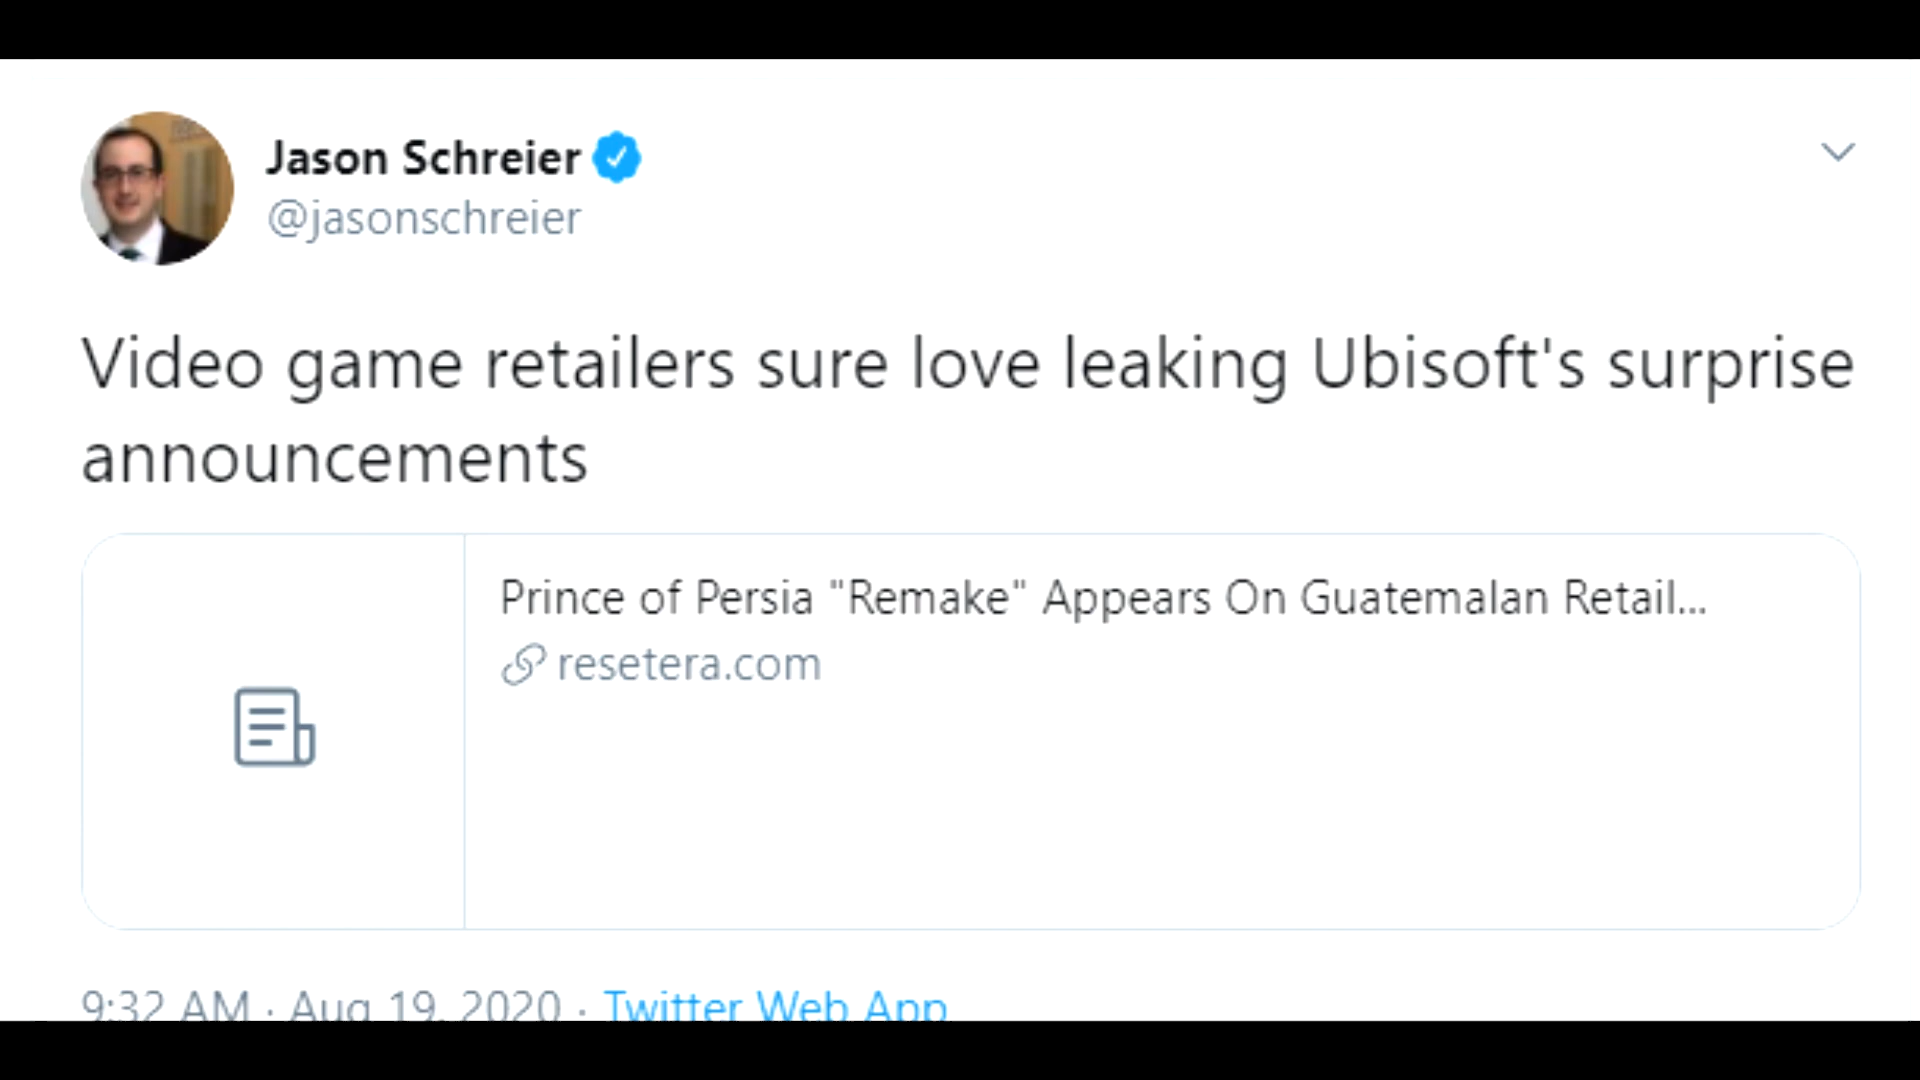 Jason Schreier
@jasonschreier
Video game retailers sure love leaking Ubisoft's surprise
announcements
Prince of Persia "Remake" Appears On Guatemalan Retail...
resetera.com
9:32 AM · Aug 19, 2020 · Twitter Web App